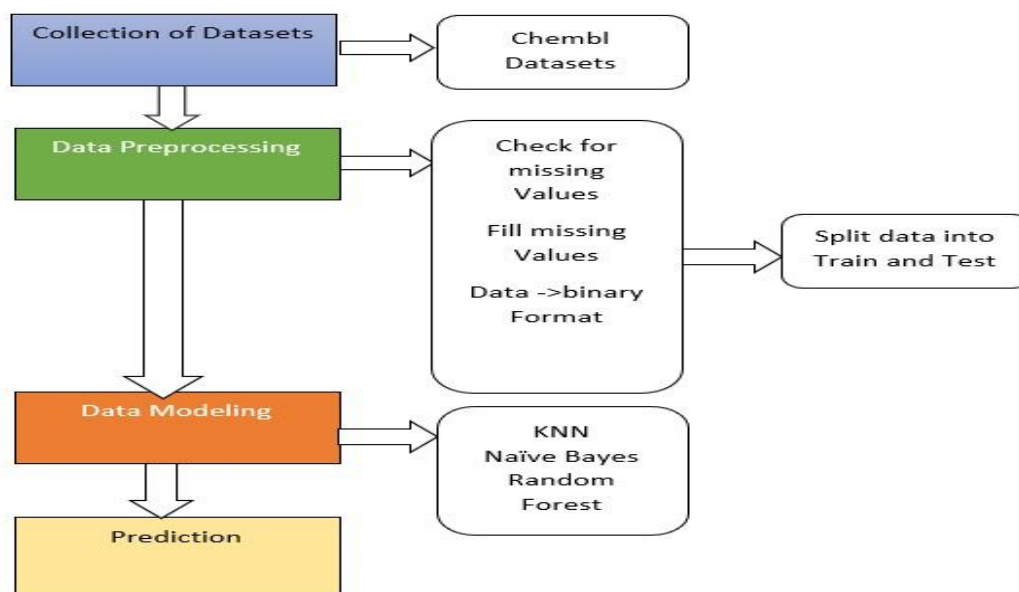 Collection of Datasets
Chembl
Datasets
Data Preprocessing
Check for
missing
Values
Fill missing
Values
Data ->binary
Format
Split data into
Train and Test
Data Modeling
KNN
Naïve Bayes
Random
Forest
Prediction